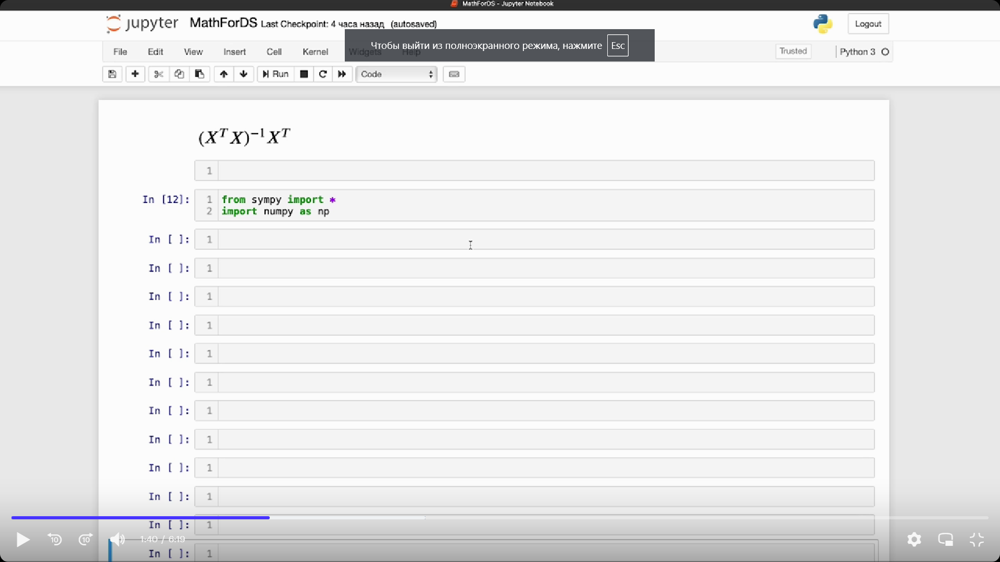 MathForDS - Jupyter Notebook
jupyter MathForDS Last Checkpoint: 4 часа назад (autosaved)
Logout
Чтобы выйти из полноэкранного режима, нажмите Esc
File Edit View Insert Cell Kernel Widgets Help Trusted Python 3
Run Code
(X^T X)^{-1} X^T
1
In [12]: 1 from sympy import *
2 import numpy as np
In [ ]: 1
In [ ]: 1
In [ ]: 1
In [ ]: 1
In [ ]: 1
In [ ]: 1
In [ ]: 1
In [ ]: 1
In [ ]: 1
In [ ]: 1
In [ ]: 1
10 10 1:40 / 6:19
In [ ]: 1